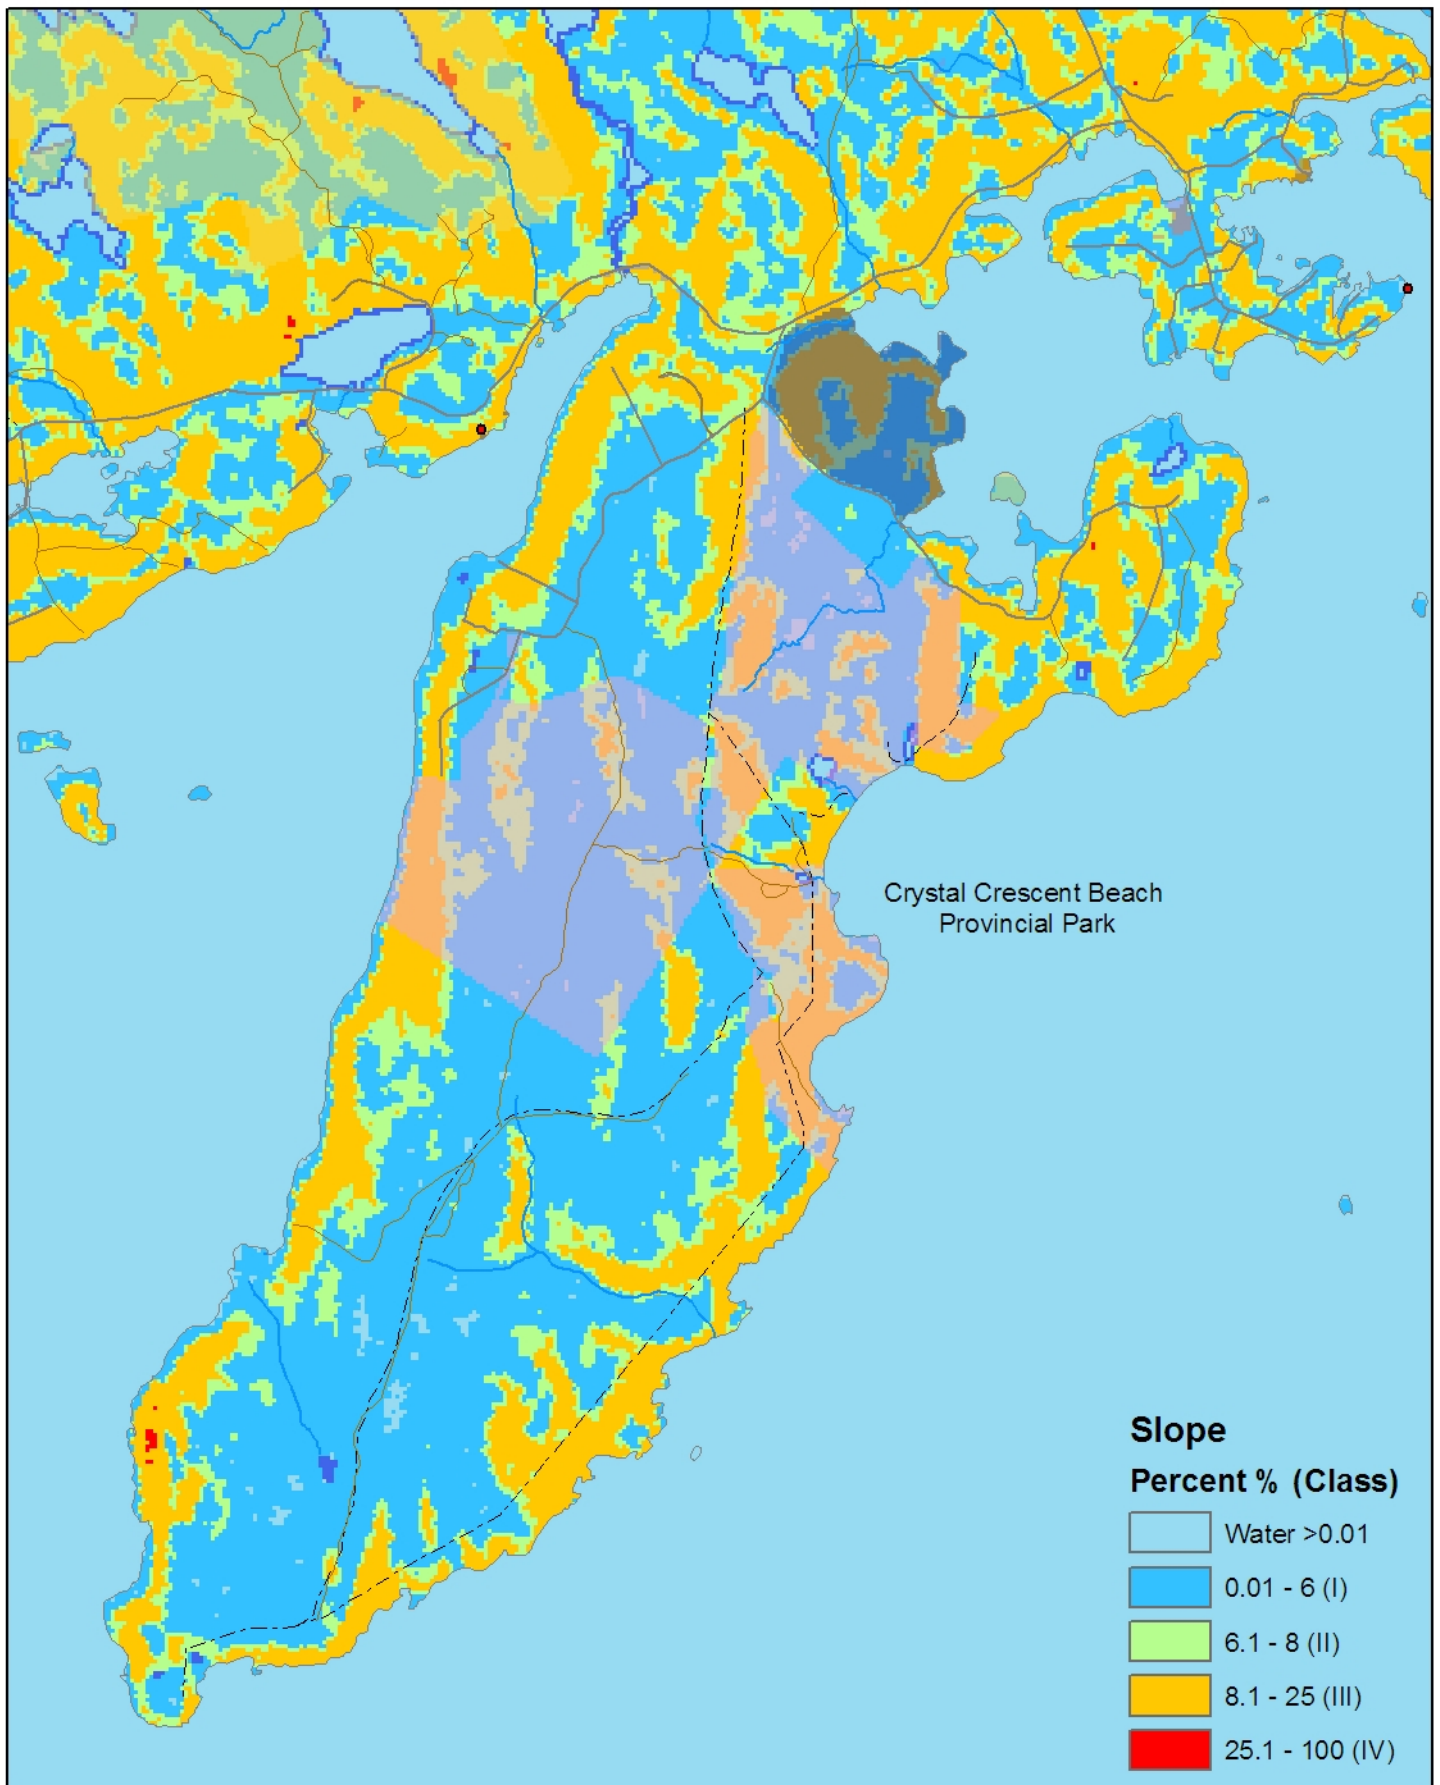 Crystal Crescent Beach
Provincial Park
Slope
Percent % (Class)
Water >0.01
0.01 - 6 (I)
6.1 - 8 (II)
8.1 - 25 (III)
25.1 - 100 (IV)